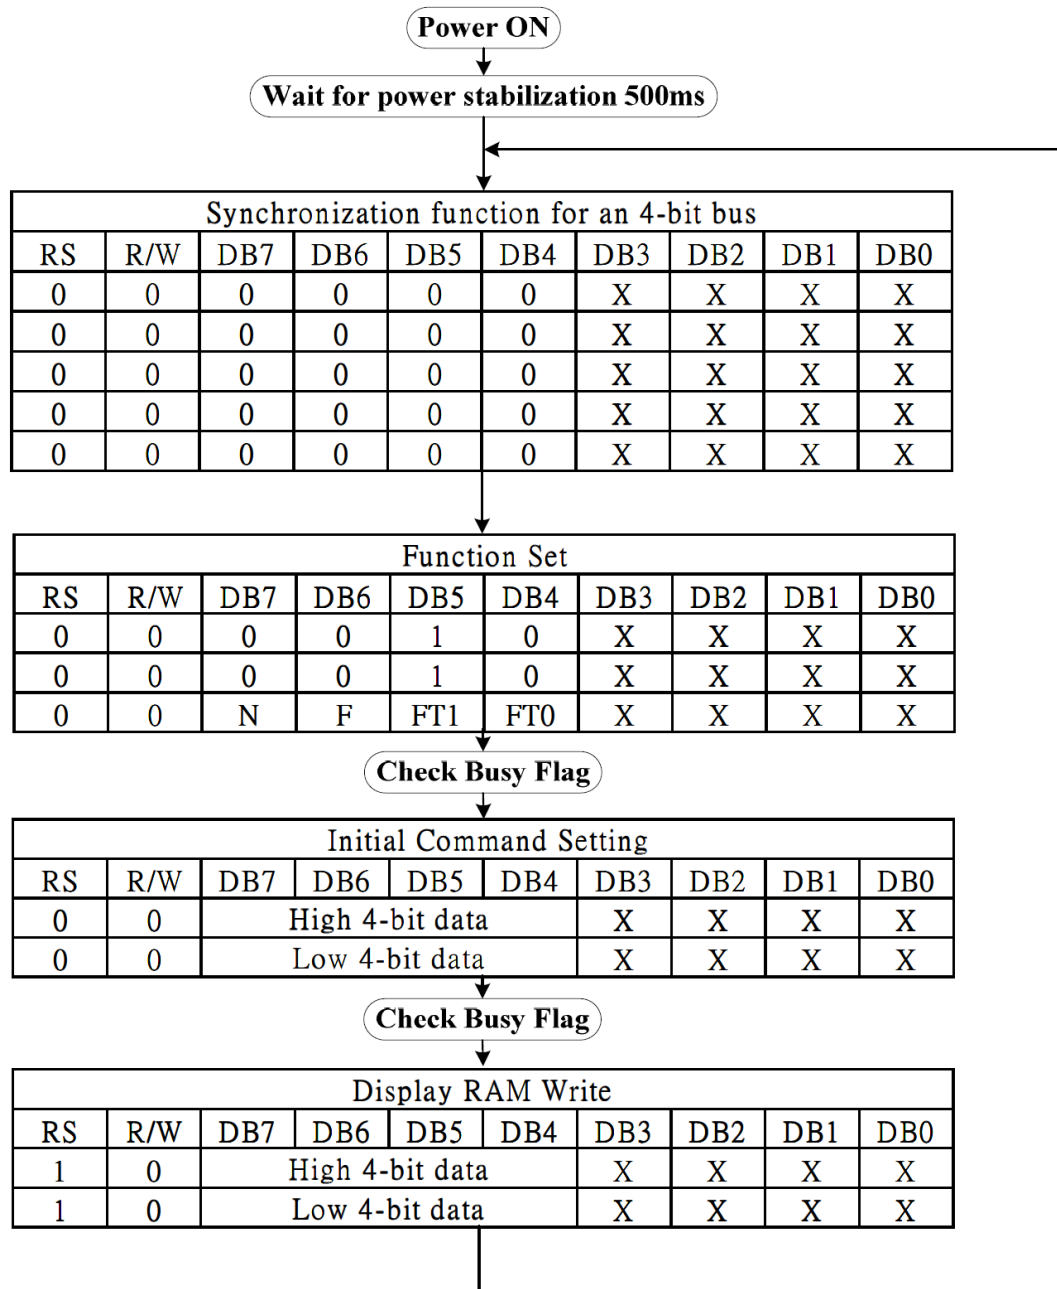 Power ON
Wait for power stabilization 500ms
Synchronization function for an 4-bit bus
RS R/W DB7 DB6 DB5 DB4 DB3 DB2 DB1 DB0
0 0 0 0 0 0 X X X X
0 0 0 0 0 0 X X X X
0 0 0 0 0 0 X X X X
0 0 0 0 0 0 X X X X
0 0 0 0 0 0 X X X X
Function Set
RS R/W DB7 DB6 DB5 DB4 DB3 DB2 DB1 DB0
0 0 0 0 1 0 X X X X
0 0 0 0 1 0 X X X X
0 0 N F FT1 FT0 X X X X
Check Busy Flag
Initial Command Setting
RS R/W DB7 DB6 DB5 DB4 DB3 DB2 DB1 DB0
0 0 High 4-bit data X X X X
0 0 Low 4-bit data X X X X
Check Busy Flag
Display RAM Write
RS R/W DB7 DB6 DB5 DB4 DB3 DB2 DB1 DB0
1 0 High 4-bit data X X X X
1 0 Low 4-bit data X X X X